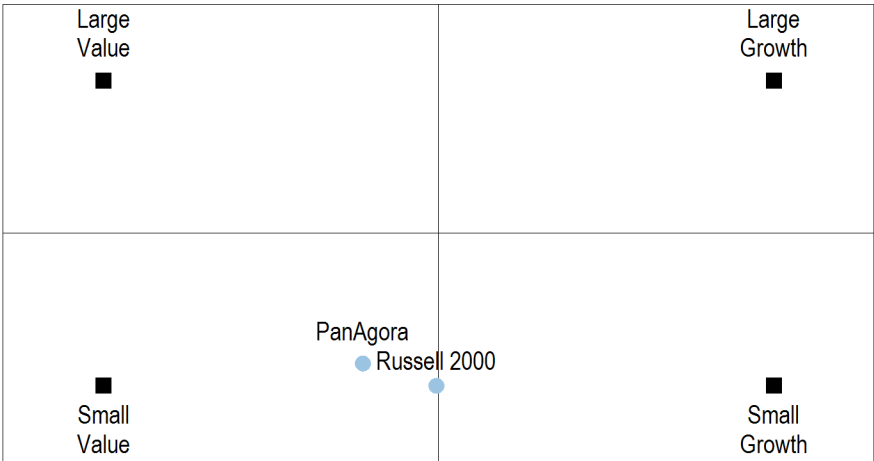 Large
Value
Large
Growth
PanAgora
Russell 2000
Small
Value
Small
Growth